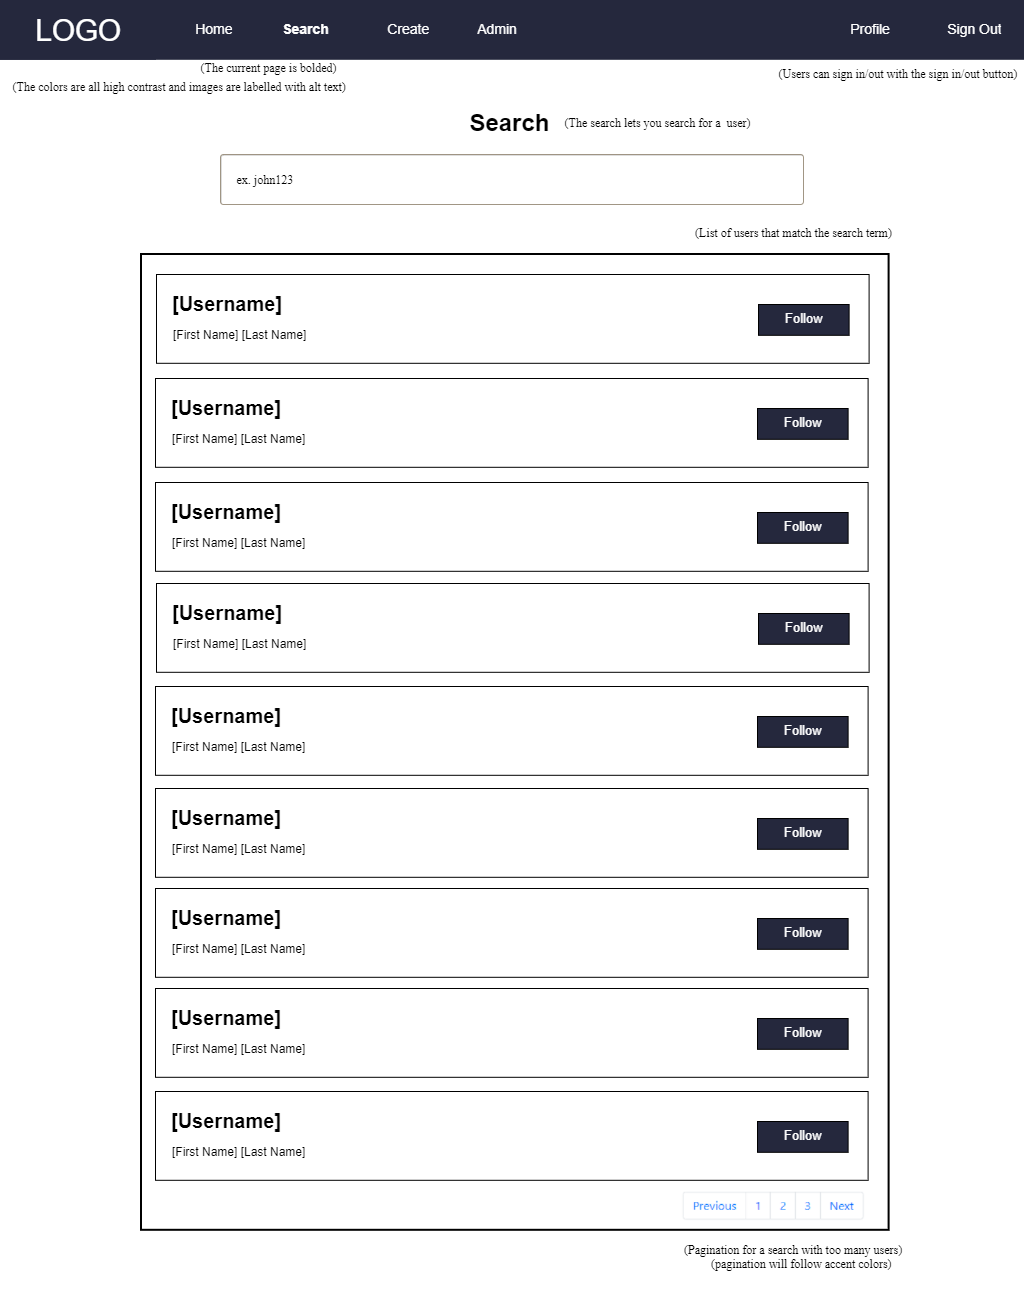 LOGO Home Search Create Admin Profile Sign Out
(The current page is bolded)
(Users can sign in/out with the sign in/out button)
(The colors are all high contrast and images are labelled with alt text)
Search (The search lets you search for a user)
ex. john123
(List of users that match the search term)
[Username]
Follow
[First Name] [Last Name]
[Username]
Follow
[First Name] [Last Name]
[Username]
Follow
[First Name] [Last Name]
[Username]
Follow
[First Name] [Last Name]
[Username]
Follow
[First Name] [Last Name]
[Username]
Follow
[First Name] [Last Name]
[Username]
Follow
[First Name] [Last Name]
[Username]
Follow
[First Name] [Last Name]
[Username]
Follow
[First Name] [Last Name]
Previous 1 2 3 Next
(Pagination for a search with too many users)
(pagination will follow accent colors)